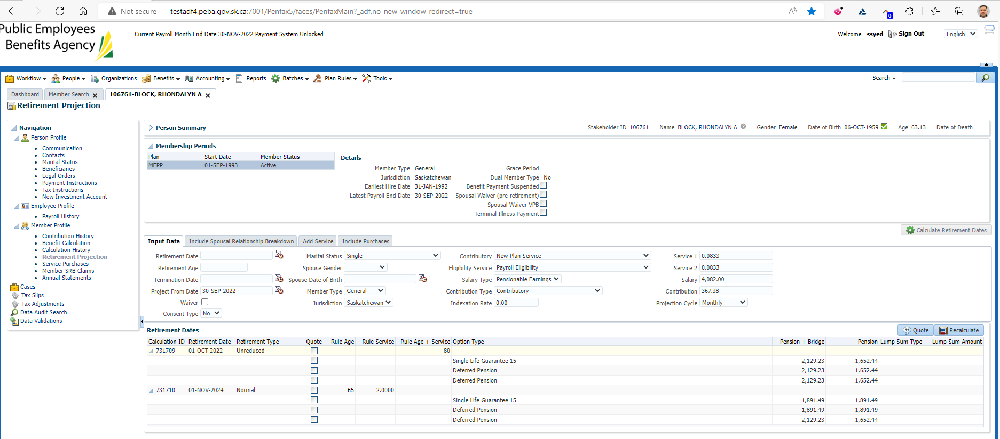 Not secure | testadf4.peba.gov.sk.ca:7001/Penfax5/faces/PenfaxMain?_adf.no-new-window-redirect=true
0
Public Employees
Benefits Agency
Current Payroll Month End Date 30-NOV-2022 Payment System Unlocked
Welcome ssyed Sign Out English
Workflow People Organizations Benefits Accounting Reports Batches Plan Rules Tools Search
Dashboard Member Search 106761-BLOCK, RHONDALYN A
Retirement Projection
Navigation
Person Profile
Communication
Contacts
Marital Status
Beneficiaries
Legal Orders
Payment Instructions
Tax Instructions
New Investment Account
Employee Profile
Payroll History
Member Profile
Contribution History
Benefit Calculation
Calculation History
Retirement Projection
Service Purchases
Member SRB Claims
Annual Statements
Cases
Tax Slips
Tax Adjustments
Data Audit Search
Data Validations
Person Summary Stakeholder ID 106761 Name BLOCK, RHONDALYN A Gender Female Date of Birth 06-OCT-1959 Age 63.13 Date of Death
Membership Periods
Plan Start Date Member Status
MEPP 01-SEP-1993 Active
Details
Member Type General Grace Period
Jurisdiction Saskatchewan Dual Member Type No
Earliest Hire Date 31-JAN-1992 Benefit Payment Suspended
Latest Payroll End Date 30-SEP-2022 Spousal Waiver (pre-retirement)
Spousal Waiver VPB
Terminal Illness Payment
Calculate Retirement Dates
Input Data Include Spousal Relationship Breakdown Add Service Include Purchases
Retirement Date Marital Status Single Contributory New Plan Service Service 1 0.0833
Retirement Age Spouse Gender Eligibility Service Payroll Eligibility Service 2 0.0833
Termination Date Spouse Date of Birth Salary Type Pensionable Earnings Salary 4,082.00
Project From Date 30-SEP-2022 Member Type General Contribution Type Contributory Contribution 367.38
Waiver Jurisdiction Saskatchewan Indexation Rate 0.00 Projection Cycle Monthly
Consent Type No
Retirement Dates Quote Recalculate
Calculation ID Retirement Date Retirement Type Quote Rule Age Rule Service Rule Age + Service Option Type Pension + Bridge Pension Lump Sum Type Lump Sum Amount
731709 01-OCT-2022 Unreduced 80
Single Life Guarantee 15 2,129.23 1,652.44
Deferred Pension 2,129.23 1,652.44
Deferred Pension 2,129.23 1,652.44
731710 01-NOV-2024 Normal 65 2.0000
Single Life Guarantee 15 1,891.49 1,891.49
Deferred Pension 1,891.49 1,891.49
Deferred Pension 2,129.23 1,652.44